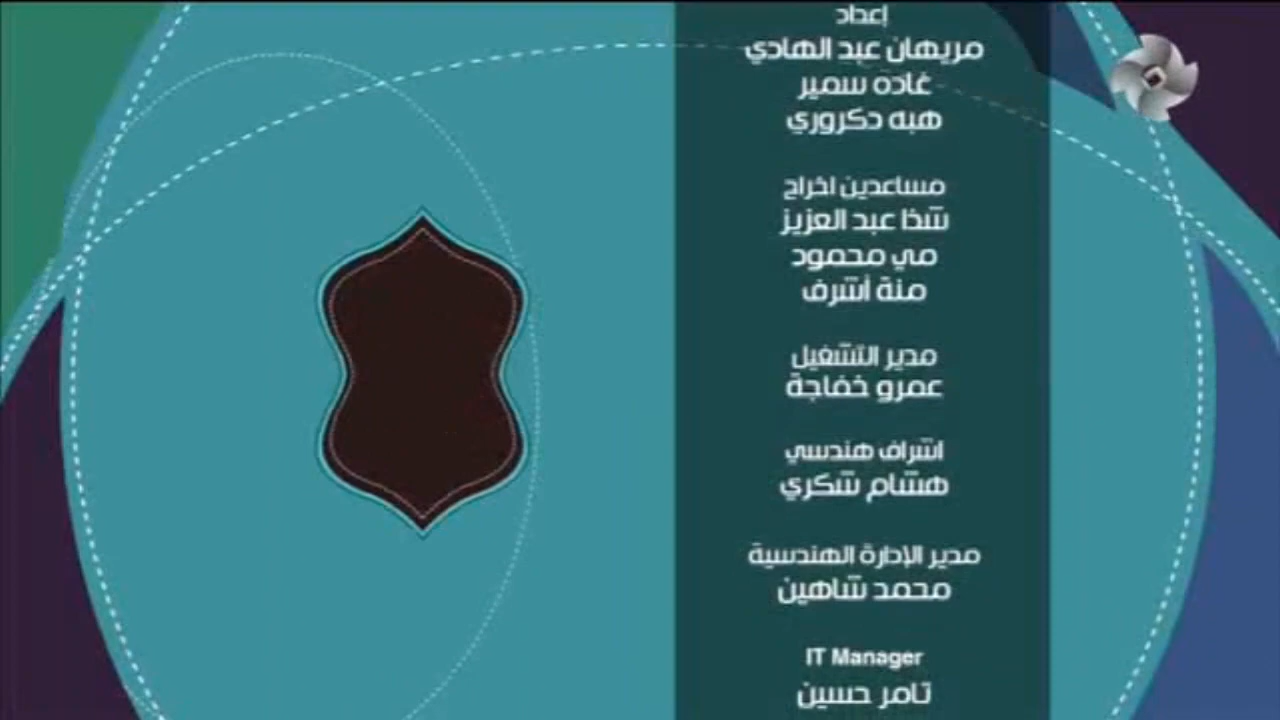 إعداد
مريهان عبد الهادي
غاده سمير
هبه دكروري
مساعدين اخراج
شذا عبد العزيز
مي محمود
منة أشرف
مدير التشغيل
عمرو خفاجة
اشراف هندسي
هشام شكري
مدير الإدارة الهندسية
محمد شاهين
IT Manager
تامر حسين